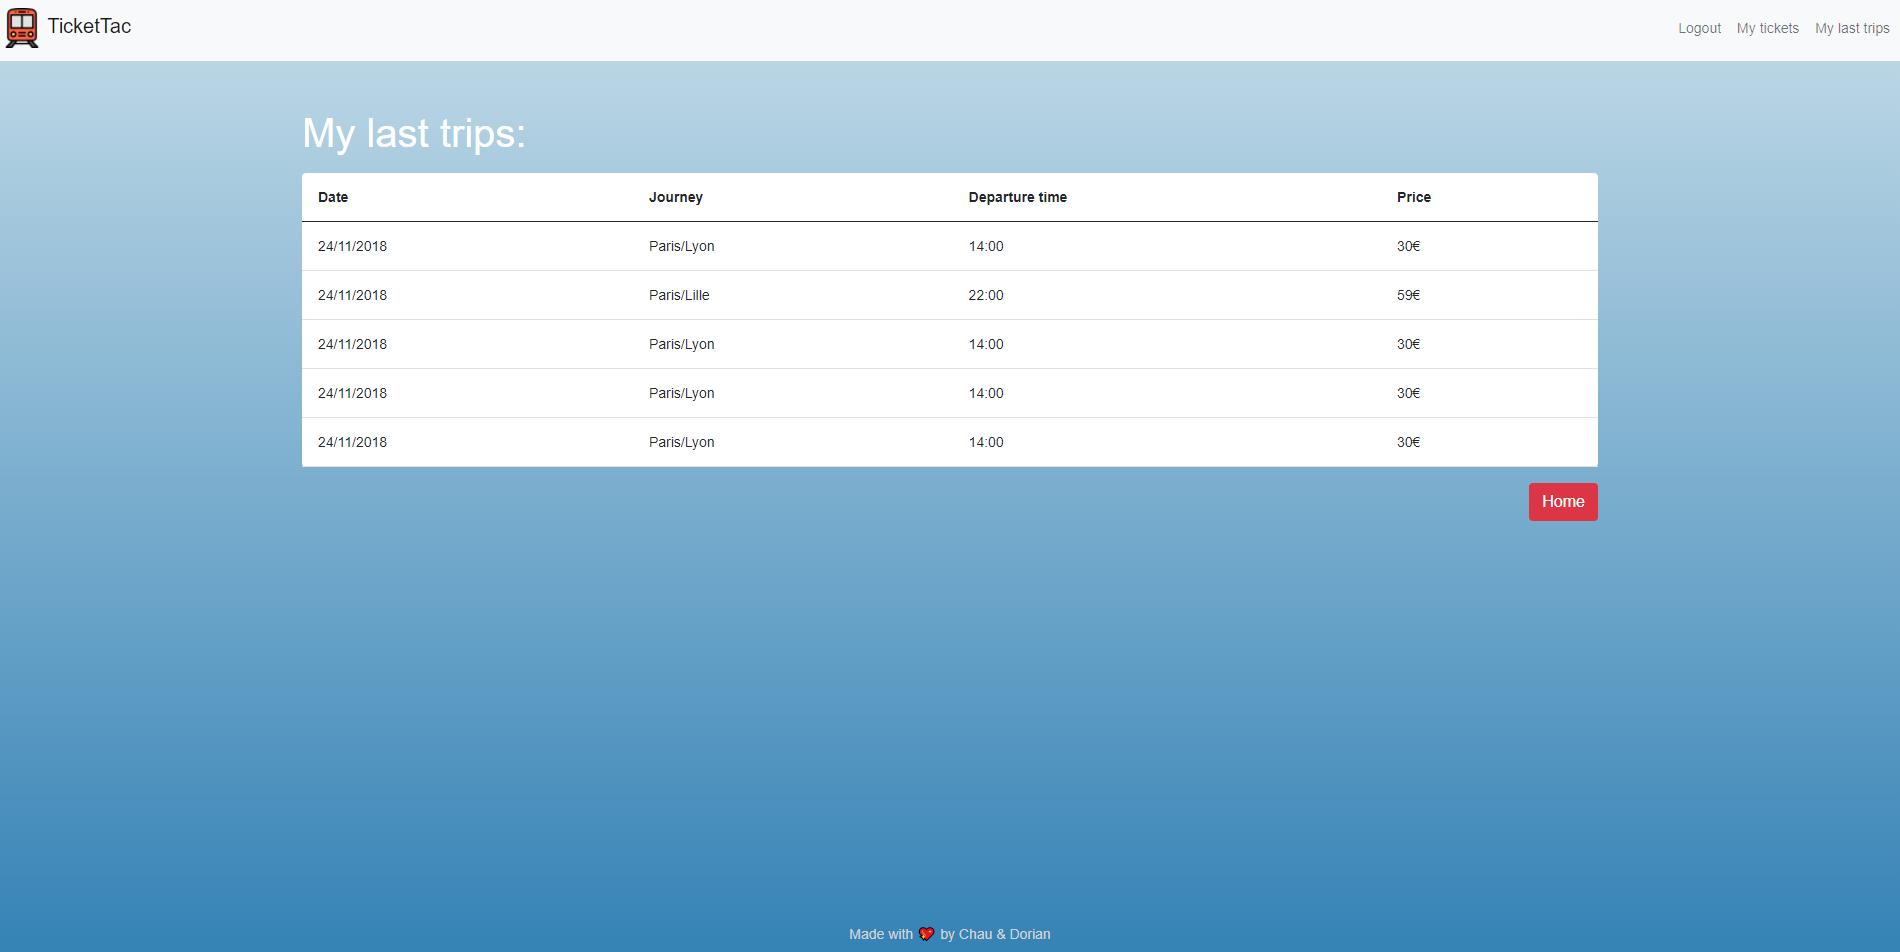 TicketTac
Logout My tickets My last trips
My last trips:
Date Journey Departure time Price
24/11/2018 Paris/Lyon 14:00 30€
24/11/2018 Paris/Lille 22:00 59€
24/11/2018 Paris/Lyon 14:00 30€
24/11/2018 Paris/Lyon 14:00 30€
24/11/2018 Paris/Lyon 14:00 30€
Home
Made with 💖 by Chau & Dorian